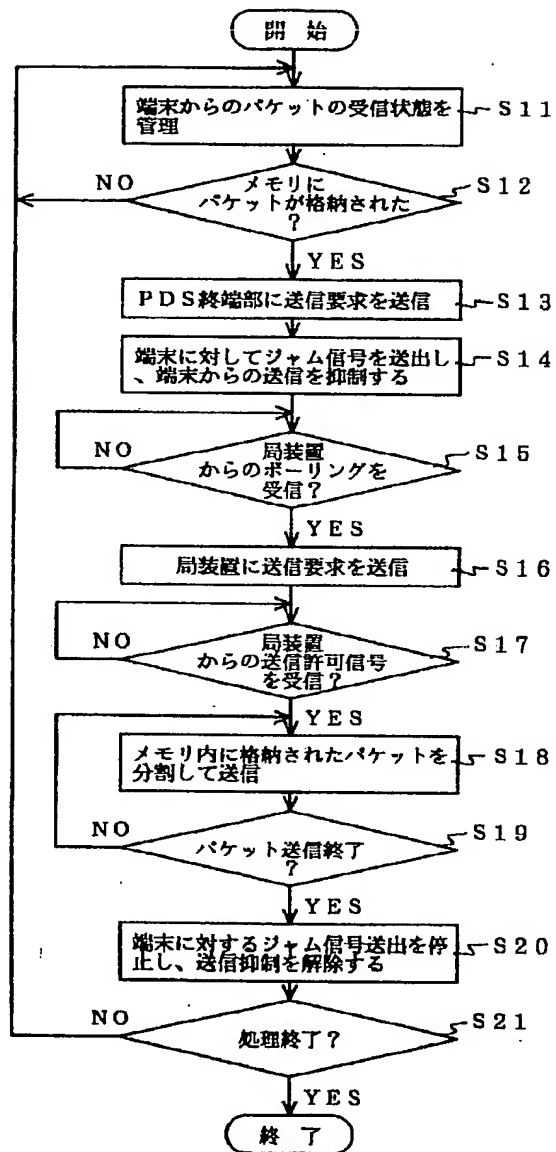 開 始
端末からのパケットの受信状態を
管理
S11
メモリに
パケットが格納された
?
S12
NO
YES
PDS終端部に送信要求を送信
S13
端末に対してジャム信号を送出し
、端末からの送信を抑制する
S14
局装置
からのポーリングを
受信?
S15
NO
YES
局装置に送信要求を送信
S16
局装置
からの送信許可信号
を受信?
S17
NO
YES
メモリ内に格納されたパケットを
分割して送信
S18
パケット送信終了
?
S19
NO
YES
端末に対するジャム信号送出を停
止し、送信抑制を解除する
S20
処理終了?
S21
NO
YES
終 了